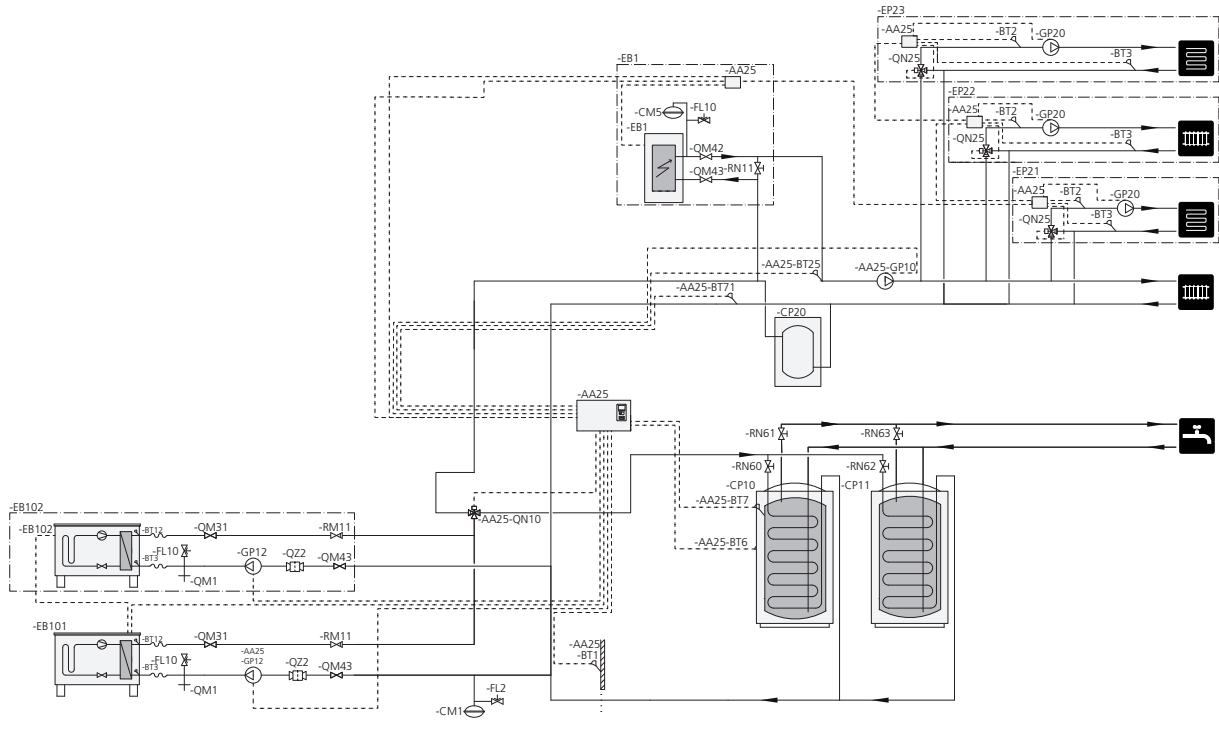 -EP23
-AA25
-BT2
-GP20
-QN25
-BT3
-EB1
-AA25
-EP22
-CM5
-FL10
-AA25
-BT2
-GP20
-EB1
-QN25
-BT3
-QM42
-QM43
-RN11
-EP21
-AA25
-BT2
-GP20
-QN25
-BT3
-AA25-BT25
-AA25-GP10
-AA25-BT71
-CP20
-AA25
-RN61
-RN63
-RN60
-RN62
-CP10
-CP11
-AA25-BT7
-EB102
-AA25-QN10
-EB102
-BT12
-QM31
-RM11
-AA25-BT6
-FL10
-GP12
-QZ2
-QM43
-BT3
-QM1
-EB101
-BT12
-QM31
-RM11
-AA25
-BT1
-FL10
-AA25
-GP12
-QZ2
-QM43
-BT3
-QM1
-FL2
-CM1